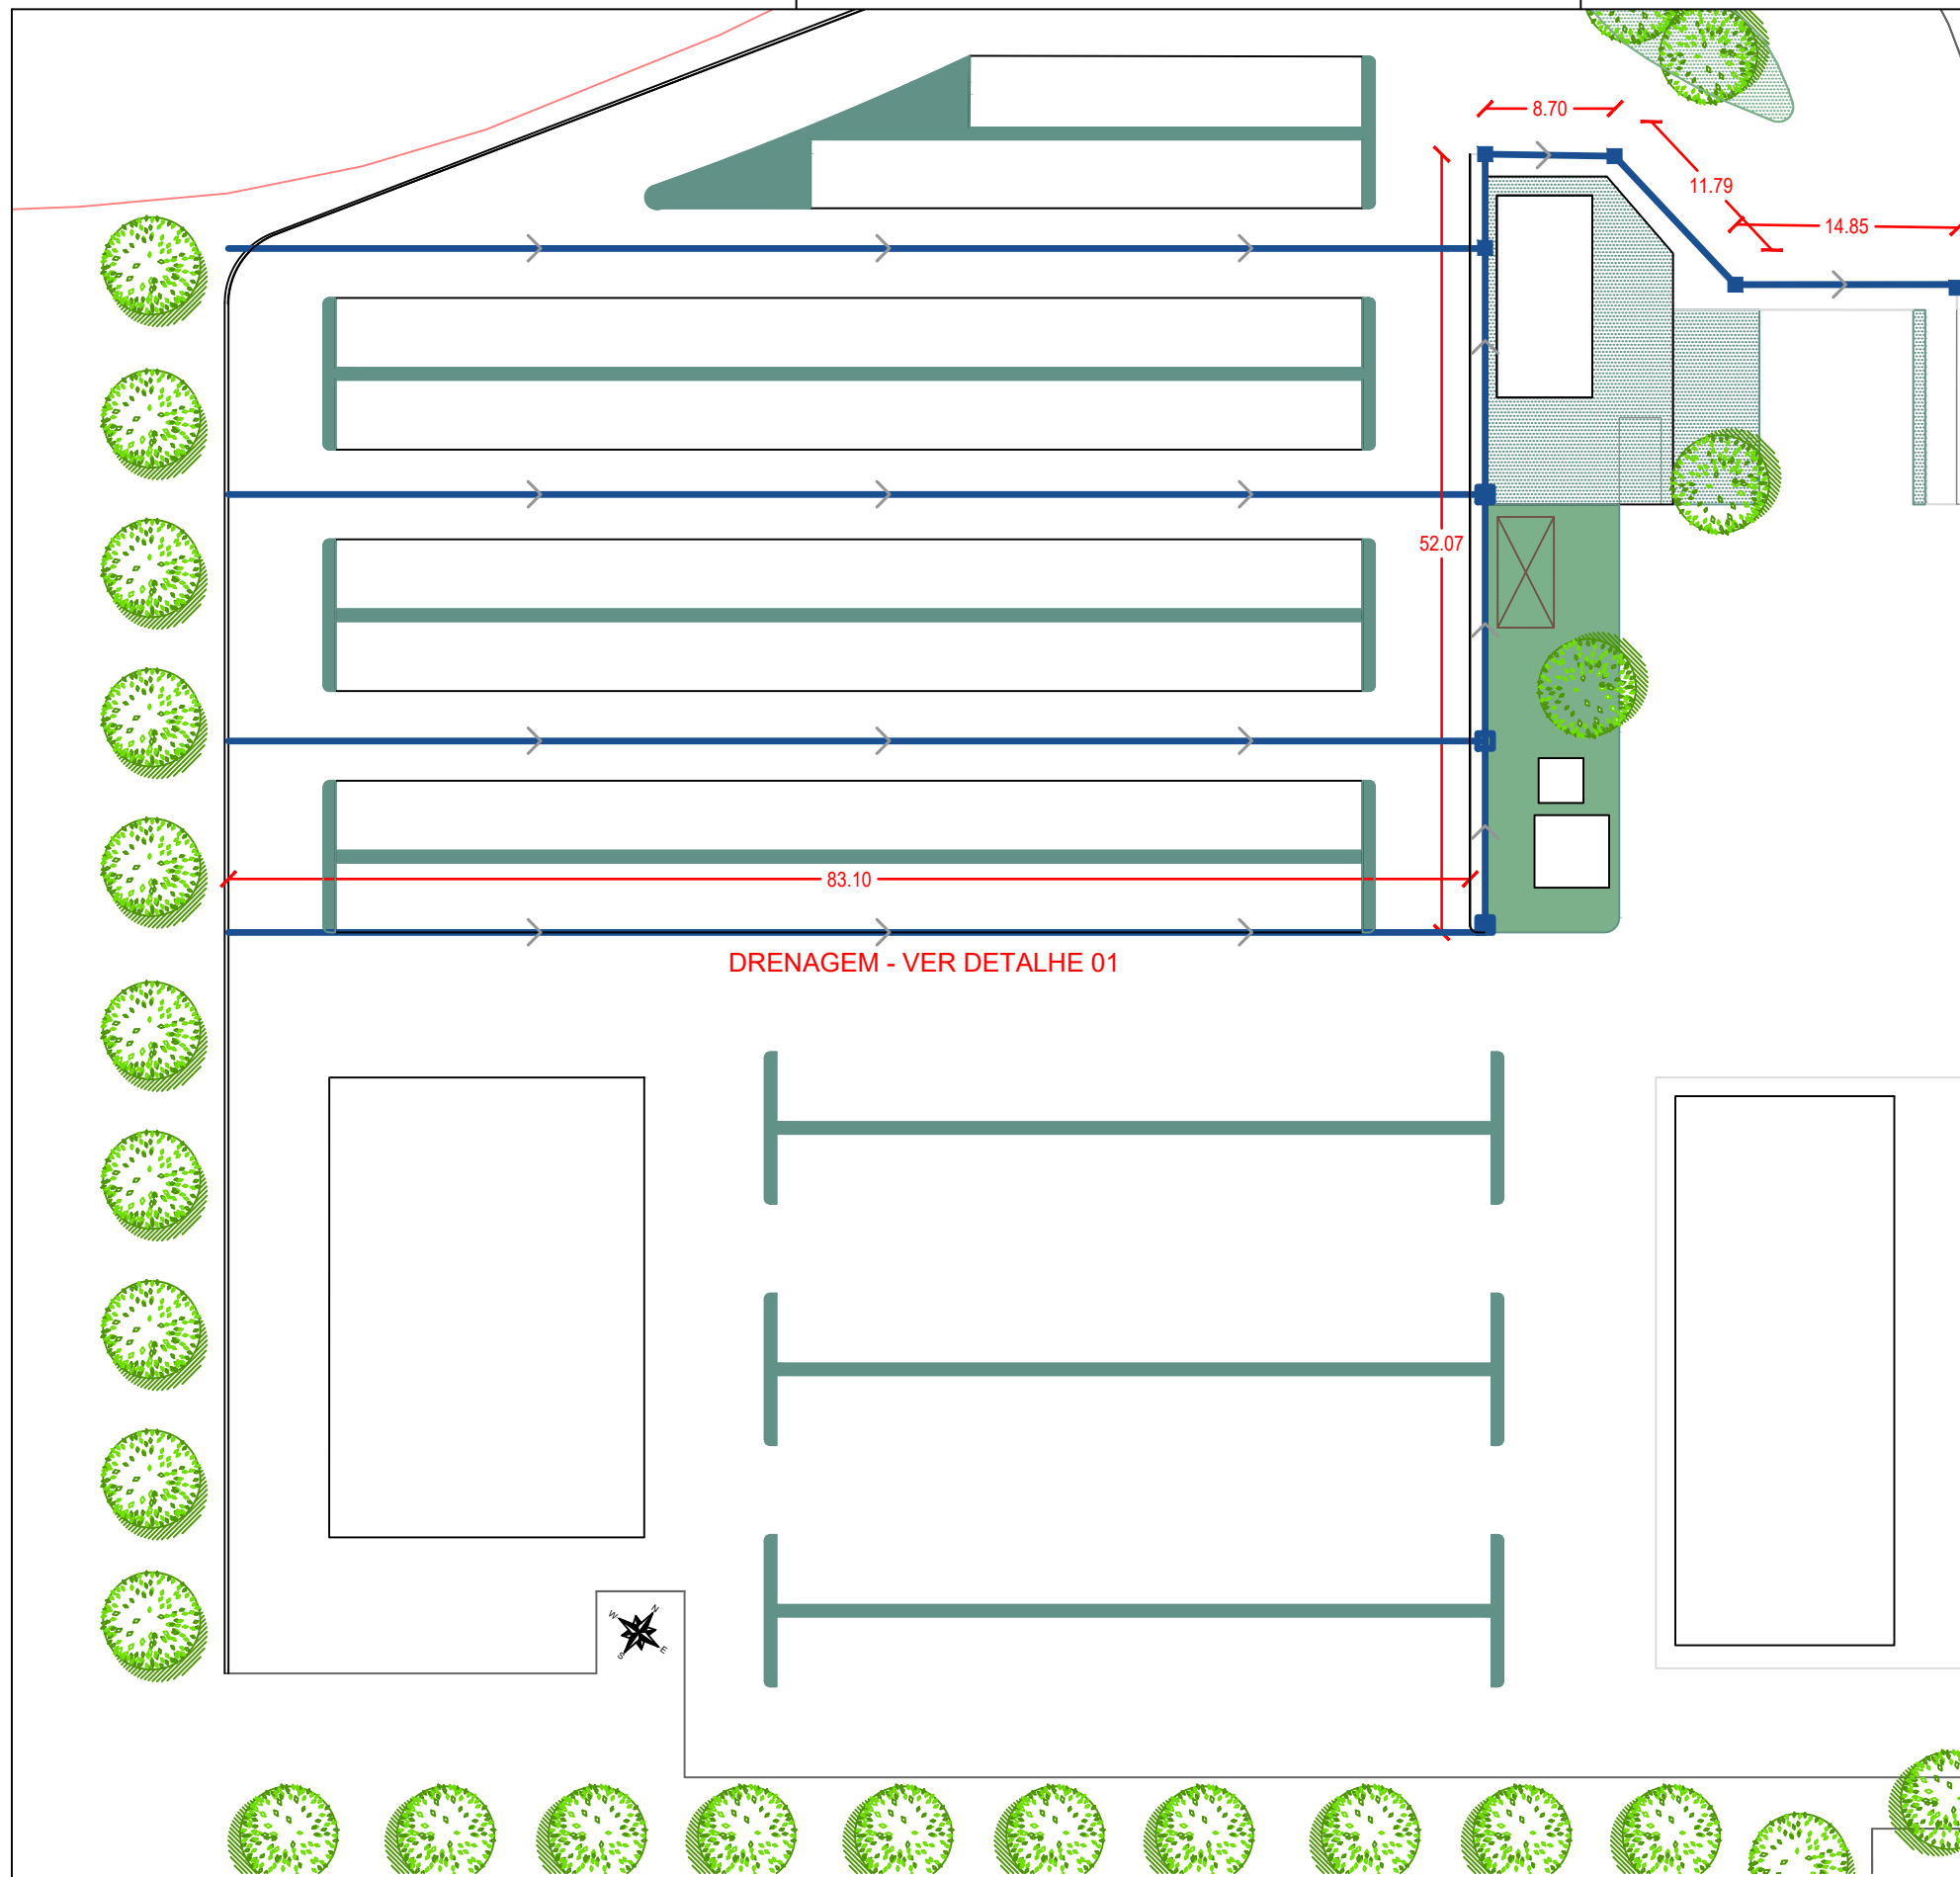 8.70
11.79
14.85
52.07
83.10
DRENAGEM - VER DETALHE 01
N
W
E
S